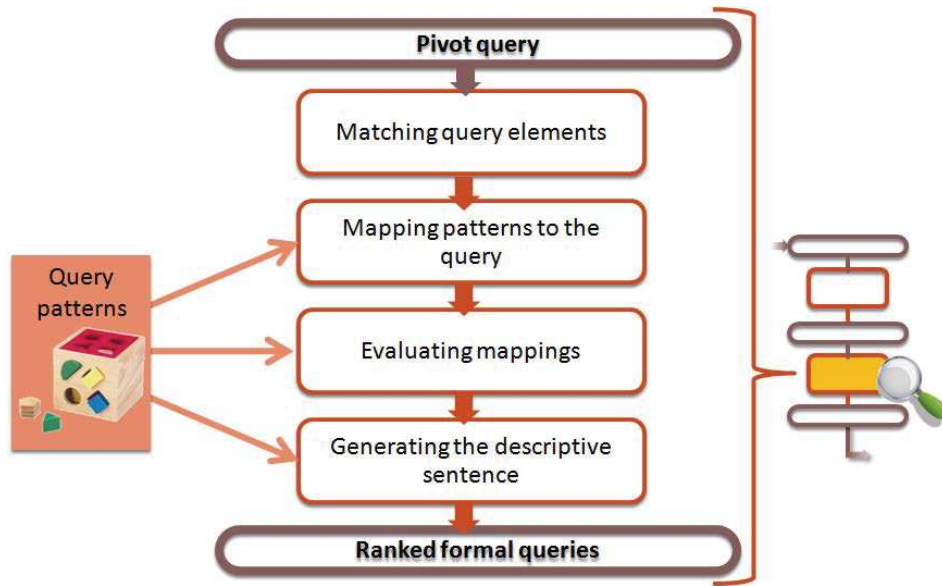 Pivot query
Matching query elements
Mapping patterns to the
query
Query
patterns
Evaluating mappings
Generating the descriptive
sentence
Ranked formal queries